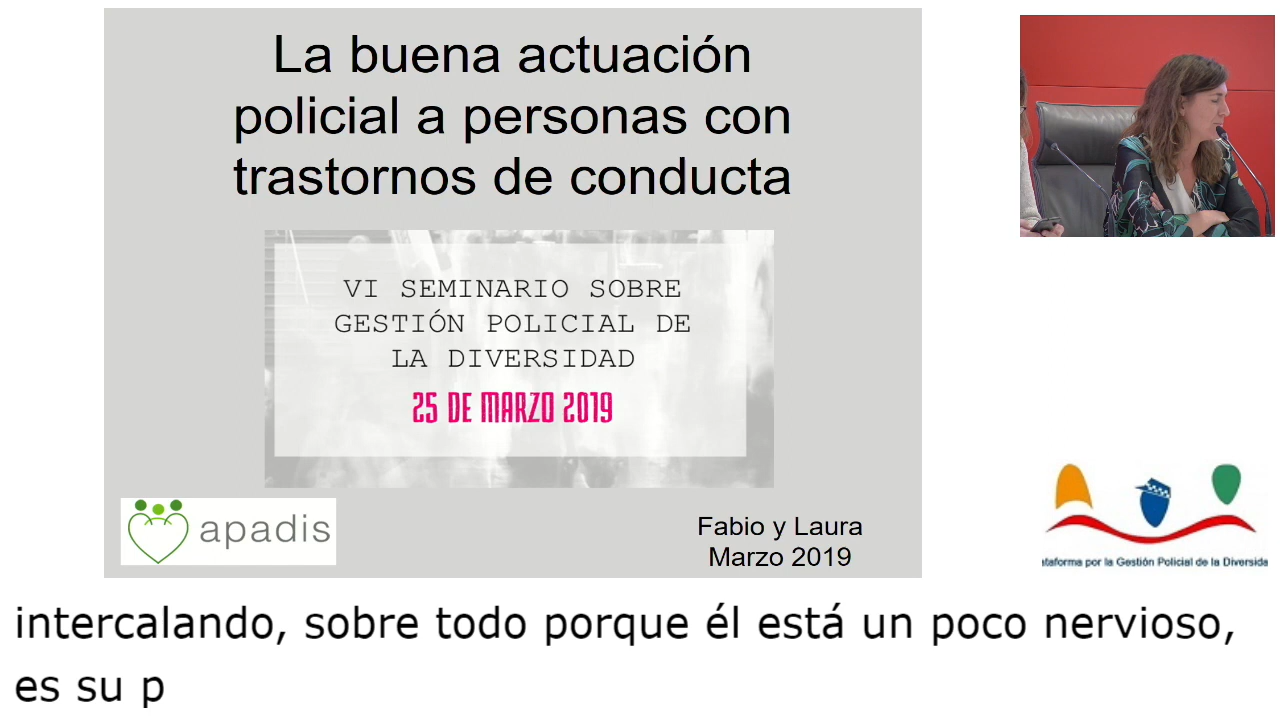 La buena actuación
policial a personas con
trastornos de conducta
VI SEMINARIO SOBRE
GESTIÓN POLICIAL DE
LA DIVERSIDAD
25 DE MARZO 2019
apadis
Fabio y Laura
Marzo 2019
ataforma por la Gestión Policial de la Diversida
intercalando, sobre todo porque él está un poco nervioso,
es su p